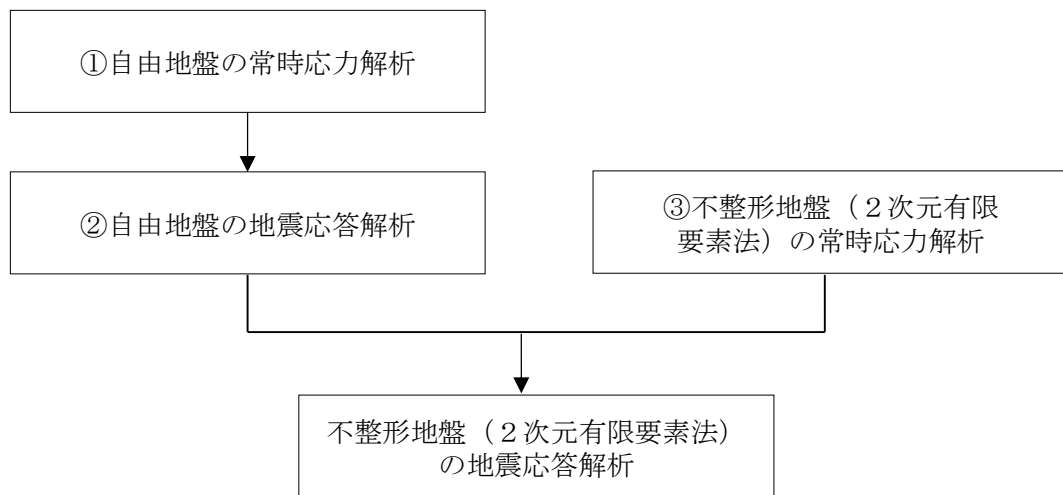 ①自由地盤の常時応力解析
②自由地盤の地震応答解析
③不整形地盤（２次元有限
要素法）の常時応力解析
不整形地盤（２次元有限要素法）
の地震応答解析